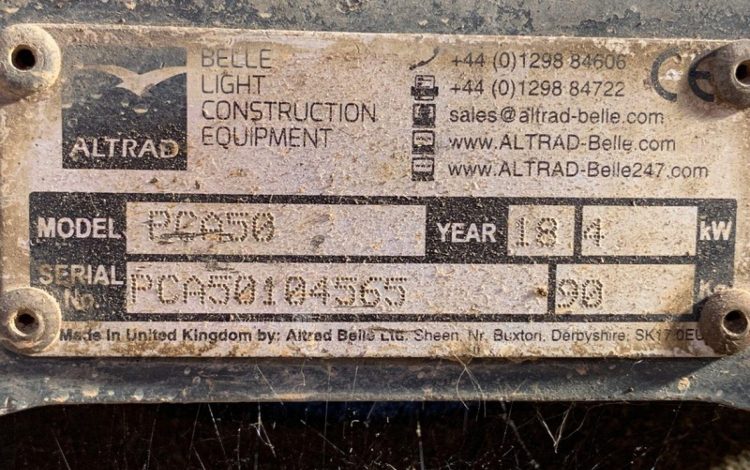 ALTRAD
BELLE
LIGHT
CONSTRUCTION
EQUIPMENT
+44 (0)1298 84606
+44 (0)1298 84722
sales@altrad-belle.com
www.ALTRAD-Belle.com
www.ALTRAD-Belle247.com
CE
MODEL PCA50 YEAR 18 4 kW
SERIAL No. PCA50104565 90 Kg
Made In United Kingdom by: Altrad Belle Ltd. Sheen, Nr, Buxton, Derbyshire, SK17 0EU